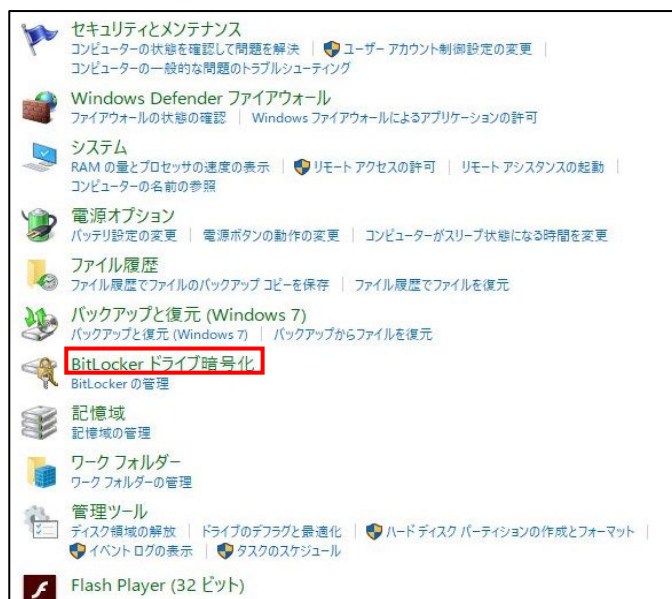 セキュリティとメンテナンス
コンピューターの状態を確認して問題を解決 | ユーザー アカウント制御設定の変更 |
コンピューターの一般的な問題のトラブルシューティング
Windows Defender ファイアウォール
ファイアウォールの状態の確認 | Windows ファイアウォールによるアプリケーションの許可
システム
RAM の量とプロセッサの速度の表示 | リモート アクセスの許可 | リモート アシスタンスの起動 |
コンピューターの名前の参照
電源オプション
バッテリ設定の変更 | 電源ボタンの動作の変更 | コンピューターがスリープ状態になる時間を変更
ファイル履歴
ファイル履歴でファイルのバックアップ コピーを保存 | ファイル履歴でファイルを復元
バックアップと復元 (Windows 7)
バックアップと復元 (Windows 7) | バックアップからファイルを復元
BitLocker ドライブ暗号化
BitLocker の管理
記憶域
記憶域の管理
ワーク フォルダー
ワーク フォルダーの管理
管理ツール
ディスク領域の解放 | ドライブのデフラグと最適化 | ハード ディスク パーティションの作成とフォーマット |
イベント ログの表示 | タスクのスケジュール
Flash Player (32 ビット)